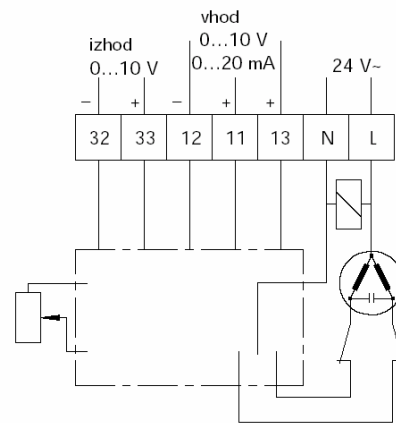 izhod
0...10 V
vhod
0...10 V
0...20 mA
24 V~
− + − + +
32 33 12 11 13 N L